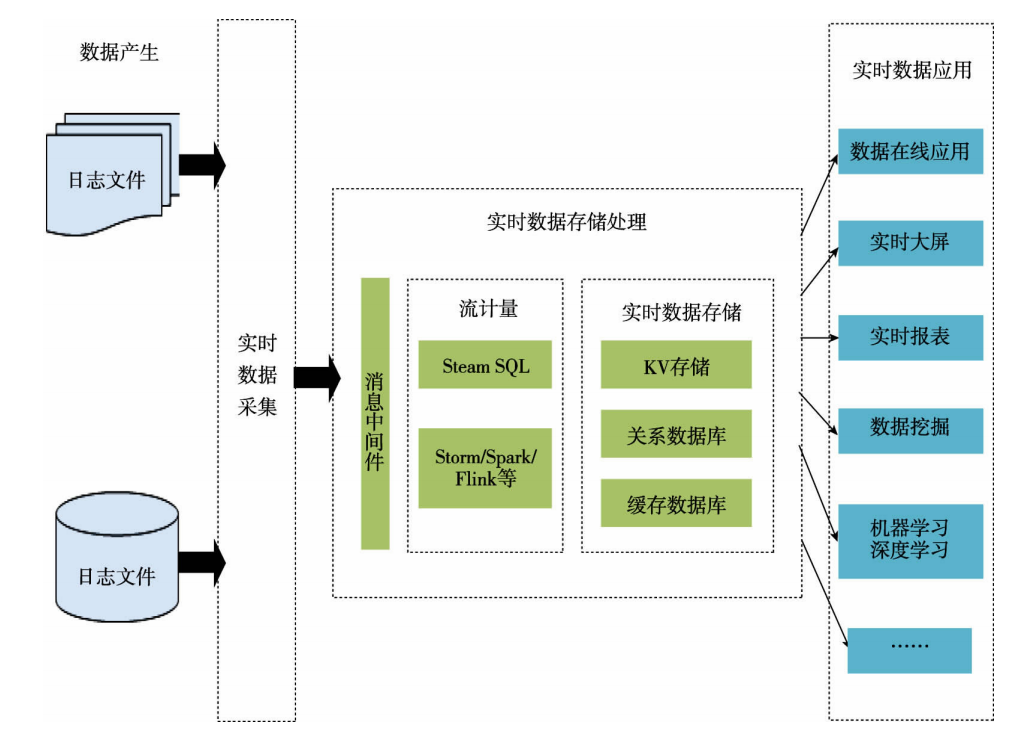 数据产生
日志文件
日志文件
实时
数据
采集
实时数据存储处理
消息中间件
流计量
Steam SQL
Storm/Spark/
Flink等
实时数据存储
KV存储
关系数据库
缓存数据库
实时数据应用
数据在线应用
实时大屏
实时报表
数据挖掘
机器学习
深度学习
……